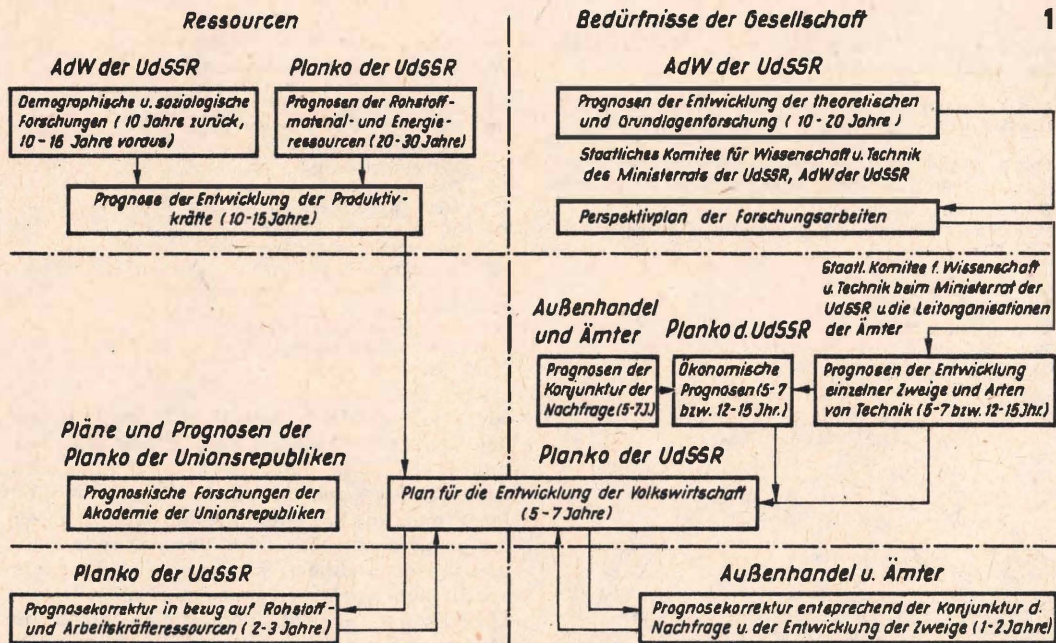 Ressourcen
Bedürfnisse der Gesellschaft
1
AdW der UdSSR
Demographische u. soziologische
Forschungen (10 Jahre zurück,
10-15 Jahre voraus)
Planko der UdSSR
Prognosen der Rohstoff-
material- und Energie-
ressourcen (20-30 Jahre)
Prognose der Entwicklung der Produktiv-
kräfte (10-15 Jahre)
AdW der UdSSR
Prognosen der Entwicklung der theoretischen
und Grundlagenforschung (10-20 Jahre)
Staatliches Komitee für Wissenschaft u. Technik
des Ministerrats der UdSSR, AdW der UdSSR
Perspektivplan der Forschungsarbeiten
Staatl. Komitee f. Wissenschaft
u. Technik beim Ministerrat der
UdSSR u. die Leitorganisationen
der Ämter
Außenhandel
und Ämter
Prognosen der
Konjunktur der
Nachfrage (5-7J.)
Planko d. UdSSR
Ökonomische
Prognosen (5-7
bzw. 12-15 Jhr.)
Prognosen der Entwicklung
einzelner Zweige und Arten
von Technik (5-7 bzw. 12-15 Jhr.)
Pläne und Prognosen der
Planko der Unionsrepubliken
Prognostische Forschungen der
Akademie der Unionsrepubliken
Planko der UdSSR
Plan für die Entwicklung der Volkswirtschaft
(5-7 Jahre)
Planko der UdSSR
Prognosekorrektur in bezug auf Rohstoff-
und Arbeitskräfteressourcen (2-3 Jahre)
Außenhandel u. Ämter
Prognosekorrektur entsprechend der Konjunktur d.
Nachfrage u. der Entwicklung der Zweige (1-2 Jahre)